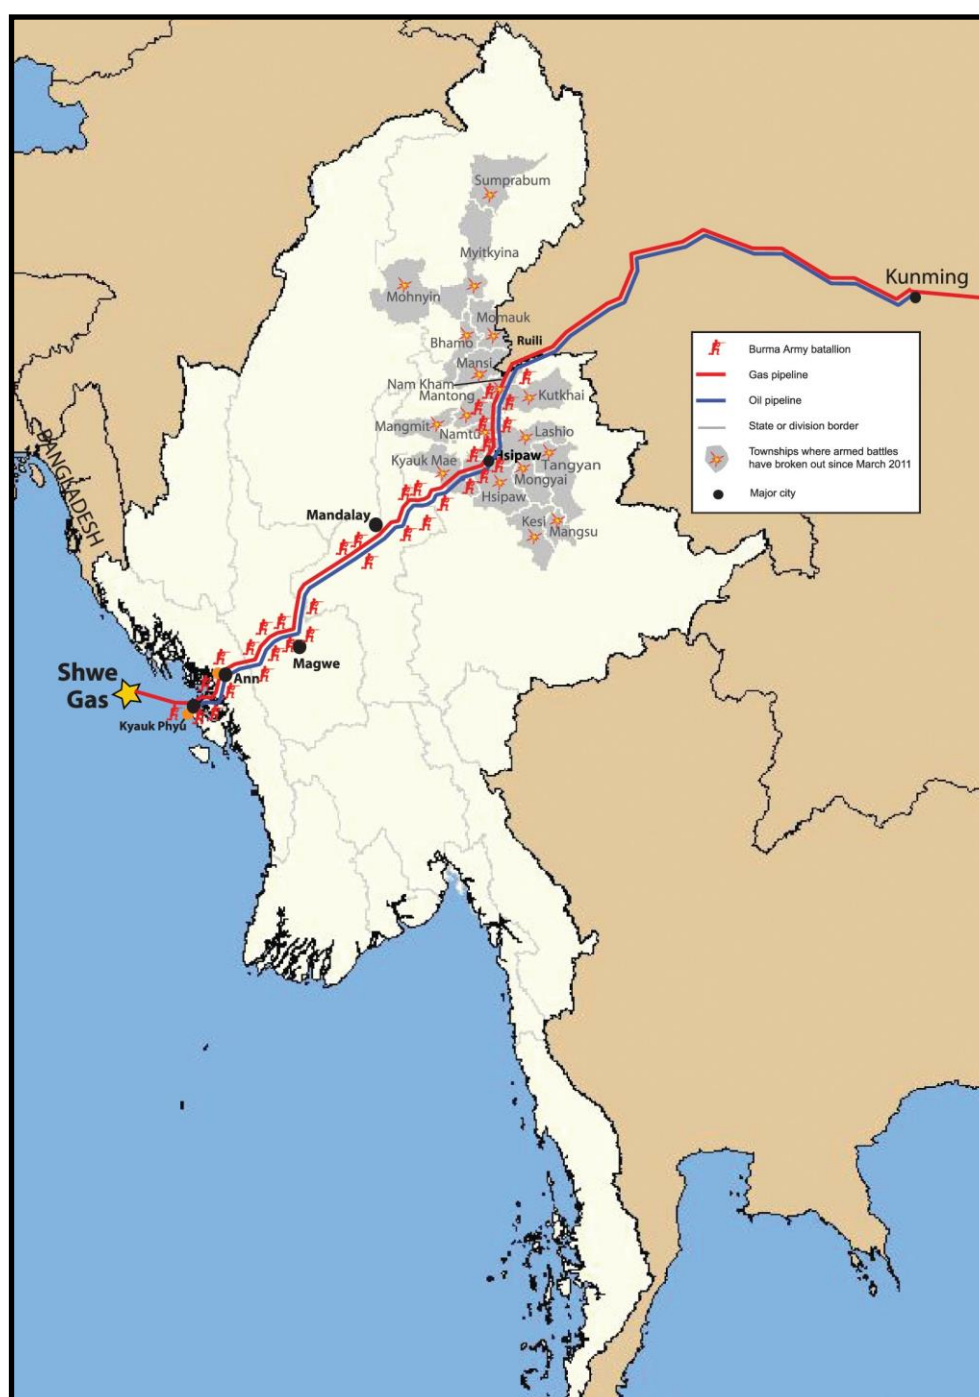 Sumprabum
Myitkyina
Mohnyin
Momauk
Bhamo
Ruili
Mansi
Nam Kham
Mantong
Kutkhai
Mangmit
Namtu
Lashio
Hsipaw
Kyauk Mae
Tangyan
Mongyai
Hsipaw
Kesi
Mangsu
Kunming
Burma Army batallion
Gas pipeline
Oil pipeline
State or division border
Townships where armed battles
have broken out since March 2011
Major city
BANGKADESH
Mandalay
Magwe
Ann
Shwe
Gas
Kyauk Phyu